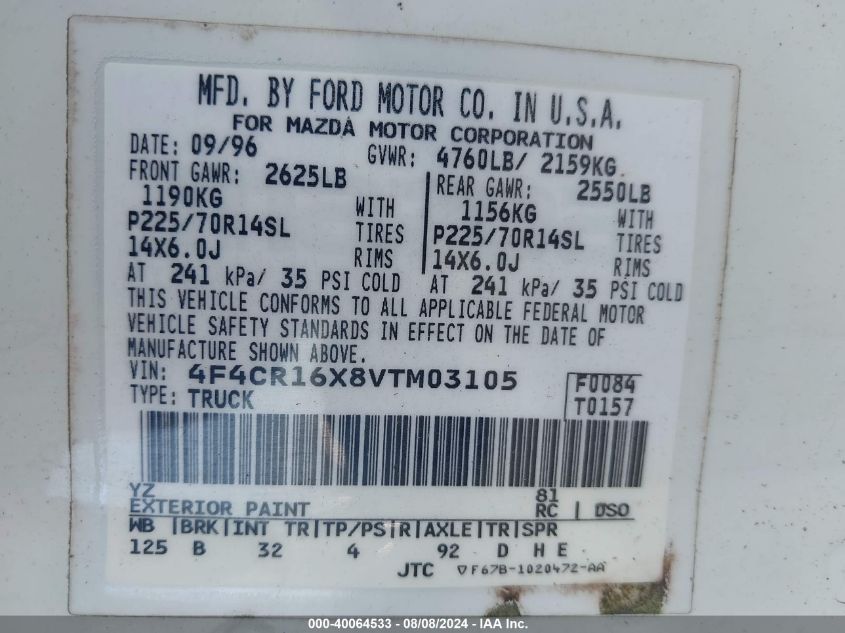 MFD. BY FORD MOTOR CO. IN U.S.A.
FOR MAZDA MOTOR CORPORATION
DATE: 09/96 GVWR: 4760LB/ 2159KG
FRONT GAWR: 2625LB REAR GAWR: 2550LB
1190KG WITH 1156KG WITH
P225/70R14SL TIRES P225/70R14SL TIRES
14X6.0J RIMS 14X6.0J RIMS
AT 241 kPa/ 35 PSI COLD AT 241 kPa/ 35 PSI COLD
THIS VEHICLE CONFORMS TO ALL APPLICABLE FEDERAL MOTOR
VEHICLE SAFETY STANDARDS IN EFFECT ON THE DATE OF
MANUFACTURE SHOWN ABOVE.
VIN: 4F4CR16X8VTM03105 F0084
TYPE: TRUCK T0157
YZ 81
EXTERIOR PAINT RC | DSO
WB |BRK|INT TR|TP/PS|R|AXLE|TR|SPR
125 B 32 4 92 D H E
JTC ▽F67B-1020472-AA
000-40064533 - 08/08/2024 - IAA Inc.